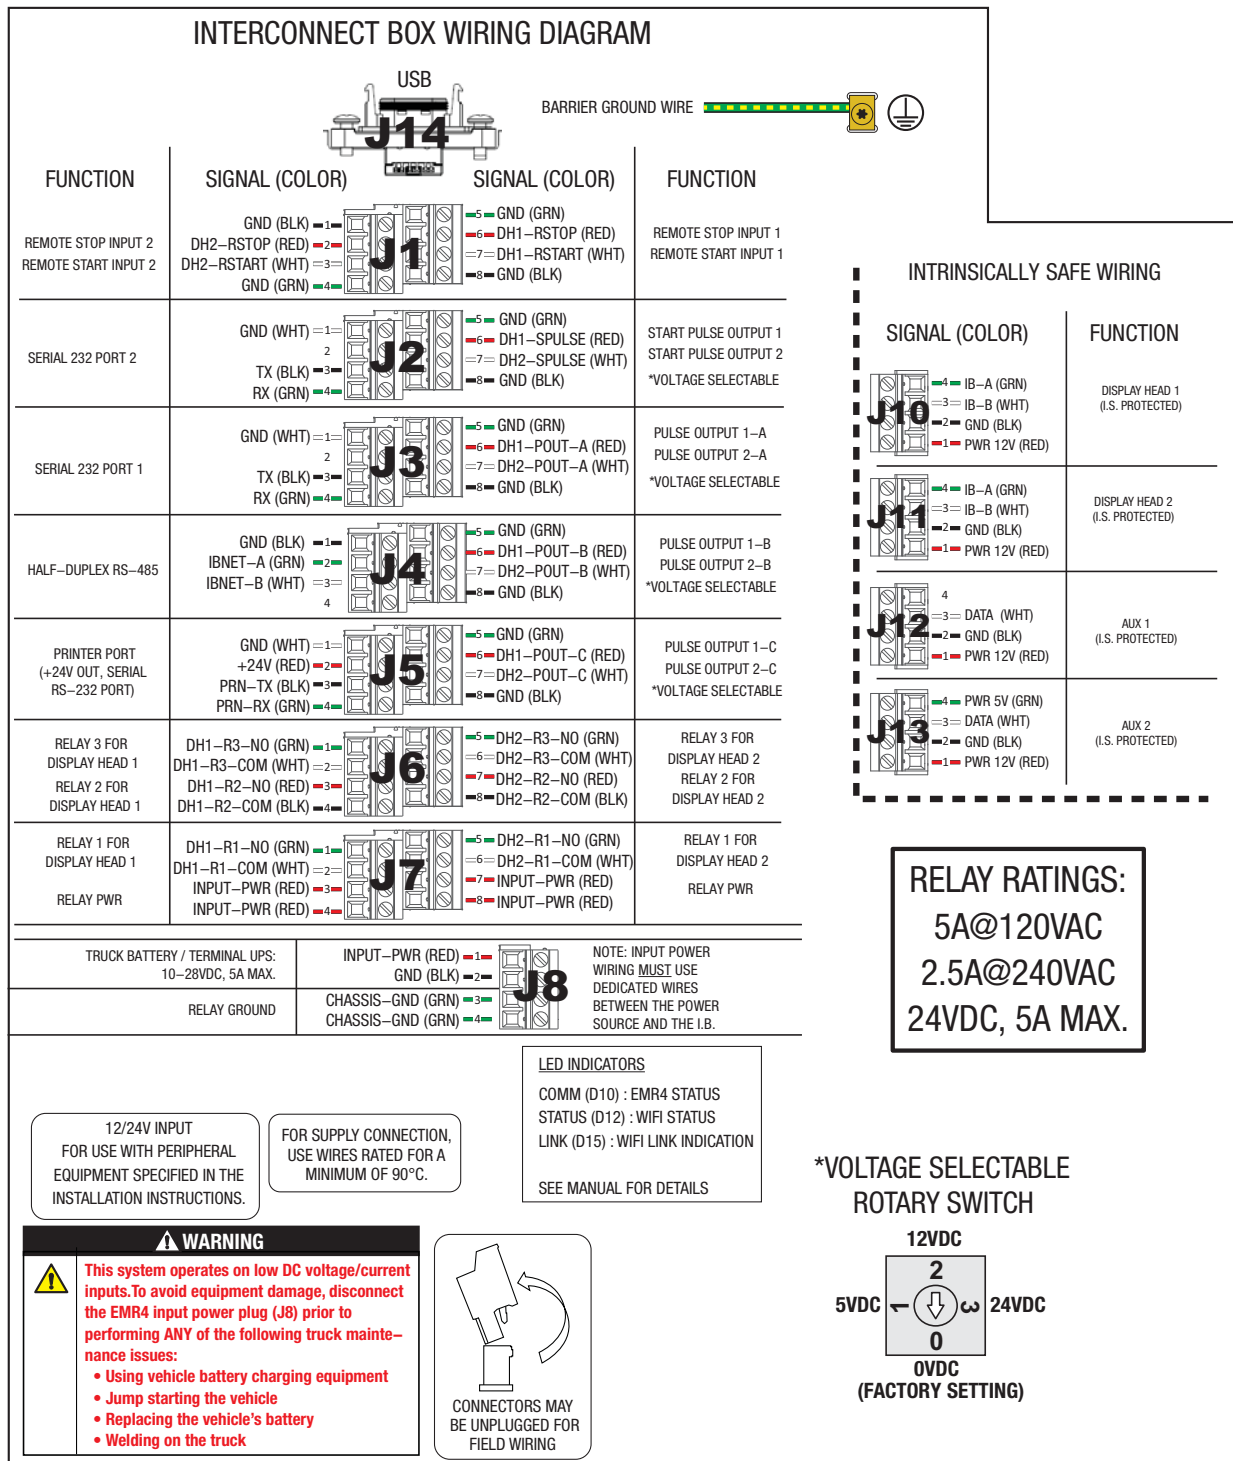 INTERCONNECT BOX WIRING DIAGRAM
USB
J14
BARRIER GROUND WIRE
FUNCTION
SIGNAL (COLOR)
SIGNAL (COLOR)
FUNCTION
REMOTE STOP INPUT 2
REMOTE START INPUT 2
GND (BLK) 1
DH2–RSTOP (RED) 2
DH2–RSTART (WHT) 3
GND (GRN) 4
J1
5 GND (GRN)
6 DH1–RSTOP (RED)
7 DH1–RSTART (WHT)
8 GND (BLK)
REMOTE STOP INPUT 1
REMOTE START INPUT 1
SERIAL 232 PORT 2
GND (WHT) 1
2
TX (BLK) 3
RX (GRN) 4
J2
5 GND (GRN)
6 DH1–SPULSE (RED)
7 DH2–SPULSE (WHT)
8 GND (BLK)
START PULSE OUTPUT 1
START PULSE OUTPUT 2
*VOLTAGE SELECTABLE
SERIAL 232 PORT 1
GND (WHT) 1
2
TX (BLK) 3
RX (GRN) 4
J3
5 GND (GRN)
6 DH1–POUT–A (RED)
7 DH2–POUT–A (WHT)
8 GND (BLK)
PULSE OUTPUT 1–A
PULSE OUTPUT 2–A
*VOLTAGE SELECTABLE
HALF–DUPLEX RS–485
GND (BLK) 1
IBNET–A (GRN) 2
IBNET–B (WHT) 3
4
J4
5 GND (GRN)
6 DH1–POUT–B (RED)
7 DH2–POUT–B (WHT)
8 GND (BLK)
PULSE OUTPUT 1–B
PULSE OUTPUT 2–B
*VOLTAGE SELECTABLE
PRINTER PORT
(+24V OUT, SERIAL
RS–232 PORT)
GND (WHT) 1
+24V (RED) 2
PRN–TX (BLK) 3
PRN–RX (GRN) 4
J5
5 GND (GRN)
6 DH1–POUT–C (RED)
7 DH2–POUT–C (WHT)
8 GND (BLK)
PULSE OUTPUT 1–C
PULSE OUTPUT 2–C
*VOLTAGE SELECTABLE
RELAY 3 FOR
DISPLAY HEAD 1
RELAY 2 FOR
DISPLAY HEAD 1
DH1–R3–NO (GRN) 1
DH1–R3–COM (WHT) 2
DH1–R2–NO (RED) 3
DH1–R2–COM (BLK) 4
J6
5 DH2–R3–NO (GRN)
6 DH2–R3–COM (WHT)
7 DH2–R2–NO (RED)
8 DH2–R2–COM (BLK)
RELAY 3 FOR
DISPLAY HEAD 2
RELAY 2 FOR
DISPLAY HEAD 2
RELAY 1 FOR
DISPLAY HEAD 1
RELAY PWR
DH1–R1–NO (GRN) 1
DH1–R1–COM (WHT) 2
INPUT–PWR (RED) 3
INPUT–PWR (RED) 4
J7
5 DH2–R1–NO (GRN)
6 DH2–R1–COM (WHT)
7 INPUT–PWR (RED)
8 INPUT–PWR (RED)
RELAY 1 FOR
DISPLAY HEAD 2
RELAY PWR
TRUCK BATTERY / TERMINAL UPS:
10–28VDC, 5A MAX.
RELAY GROUND
INPUT–PWR (RED) 1
GND (BLK) 2
CHASSIS–GND (GRN) 3
CHASSIS–GND (GRN) 4
J8
NOTE: INPUT POWER
WIRING MUST USE
DEDICATED WIRES
BETWEEN THE POWER
SOURCE AND THE I.B.
INTRINSICALLY SAFE WIRING
SIGNAL (COLOR)
FUNCTION
J10
4 IB–A (GRN)
3 IB–B (WHT)
2 GND (BLK)
1 PWR 12V (RED)
DISPLAY HEAD 1
(I.S. PROTECTED)
J11
4 IB–A (GRN)
3 IB–B (WHT)
2 GND (BLK)
1 PWR 12V (RED)
DISPLAY HEAD 2
(I.S. PROTECTED)
J12
4
3 DATA (WHT)
2 GND (BLK)
1 PWR 12V (RED)
AUX 1
(I.S. PROTECTED)
J13
4 PWR 5V (GRN)
3 DATA (WHT)
2 GND (BLK)
1 PWR 12V (RED)
AUX 2
(I.S. PROTECTED)
RELAY RATINGS:
5A@120VAC
2.5A@240VAC
24VDC, 5A MAX.
LED INDICATORS
COMM (D10) : EMR4 STATUS
STATUS (D12) : WIFI STATUS
LINK (D15) : WIFI LINK INDICATION
SEE MANUAL FOR DETAILS
12/24V INPUT
FOR USE WITH PERIPHERAL
EQUIPMENT SPECIFIED IN THE
INSTALLATION INSTRUCTIONS.
FOR SUPPLY CONNECTION,
USE WIRES RATED FOR A
MINIMUM OF 90°C.
*VOLTAGE SELECTABLE
ROTARY SWITCH
12VDC
2
5VDC 1 3 24VDC
0
0VDC
(FACTORY SETTING)
WARNING
This system operates on low DC voltage/current
inputs.To avoid equipment damage, disconnect
the EMR4 input power plug (J8) prior to
performing ANY of the following truck mainte–
nance issues:
• Using vehicle battery charging equipment
• Jump starting the vehicle
• Replacing the vehicle's battery
• Welding on the truck
CONNECTORS MAY
BE UNPLUGGED FOR
FIELD WIRING